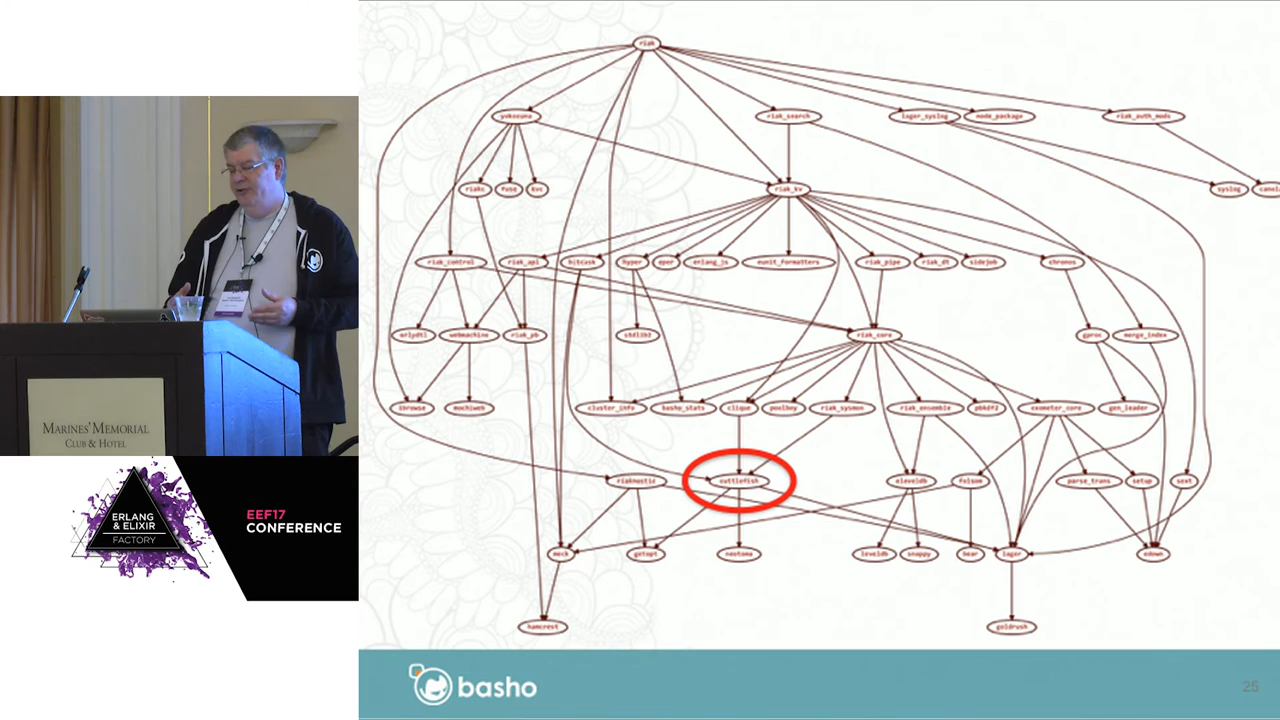 riak
yokozuna
riak_search
lager_syslog
node_package
riak_auth_mods
riakc
fuse
kvc
riak_kv
syslog
riak_control
riak_api
bitcask
hyper
eper
erlang_js
eunit_formatters
riak_pipe
riak_dt
sidejob
chronos
erlydtl
webmachine
riak_pb
stdlib2
riak_core
gproc
merge_index
ibrowse
mochiweb
cluster_info
basho_stats
clique
poolboy
riak_sysmon
riak_ensemble
pbkdf2
exometer_core
gen_leader
riaknostic
cuttlefish
eleveldb
folsom
parse_trans
setup
sext
meck
getopt
neotoma
leveldb
snappy
bear
lager
edown
hamcrest
goldrush
MARINES' MEMORIAL
CLUB & HOTEL
ERLANG
& ELIXIR
FACTORY
EEF17
CONFERENCE
basho
25